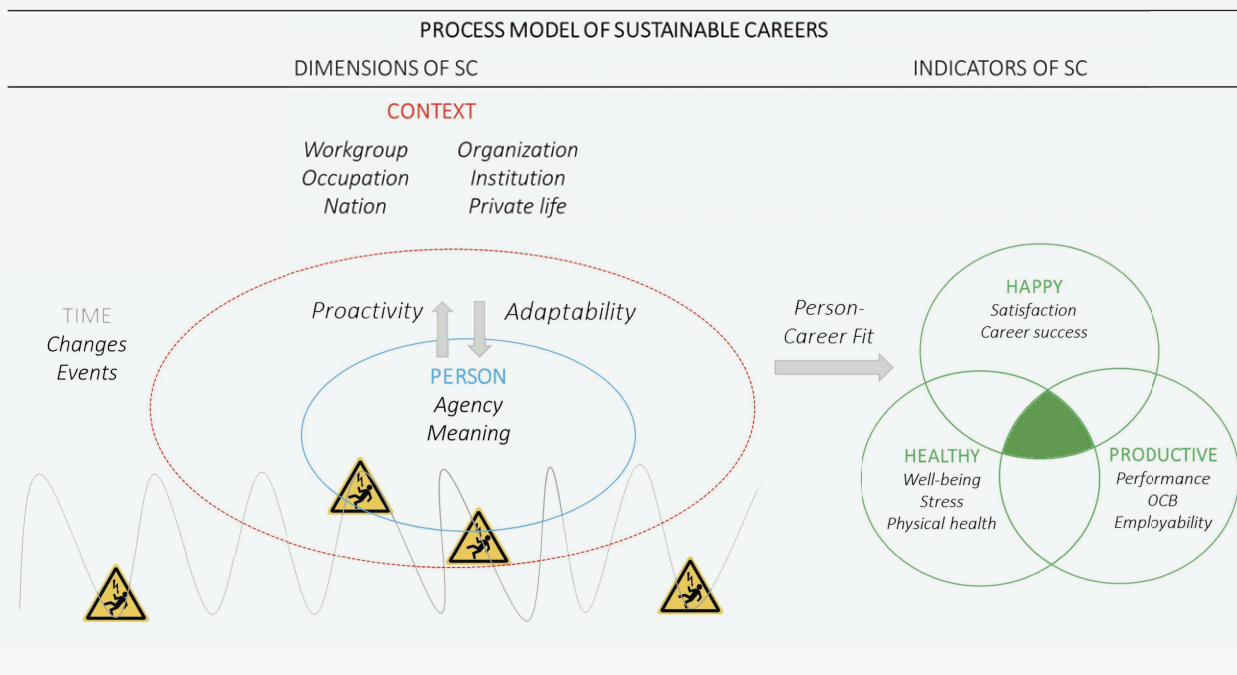 PROCESS MODEL OF SUSTAINABLE CAREERS
DIMENSIONS OF SC
INDICATORS OF SC
CONTEXT
Workgroup
Occupation
Nation
Organization
Institution
Private life
TIME
Changes
Events
Proactivity
Adaptability
PERSON
Agency
Meaning
Person-
Career Fit
HAPPY
Satisfaction
Career success
HEALTHY
Well-being
Stress
Physical health
PRODUCTIVE
Performance
OCB
Employability